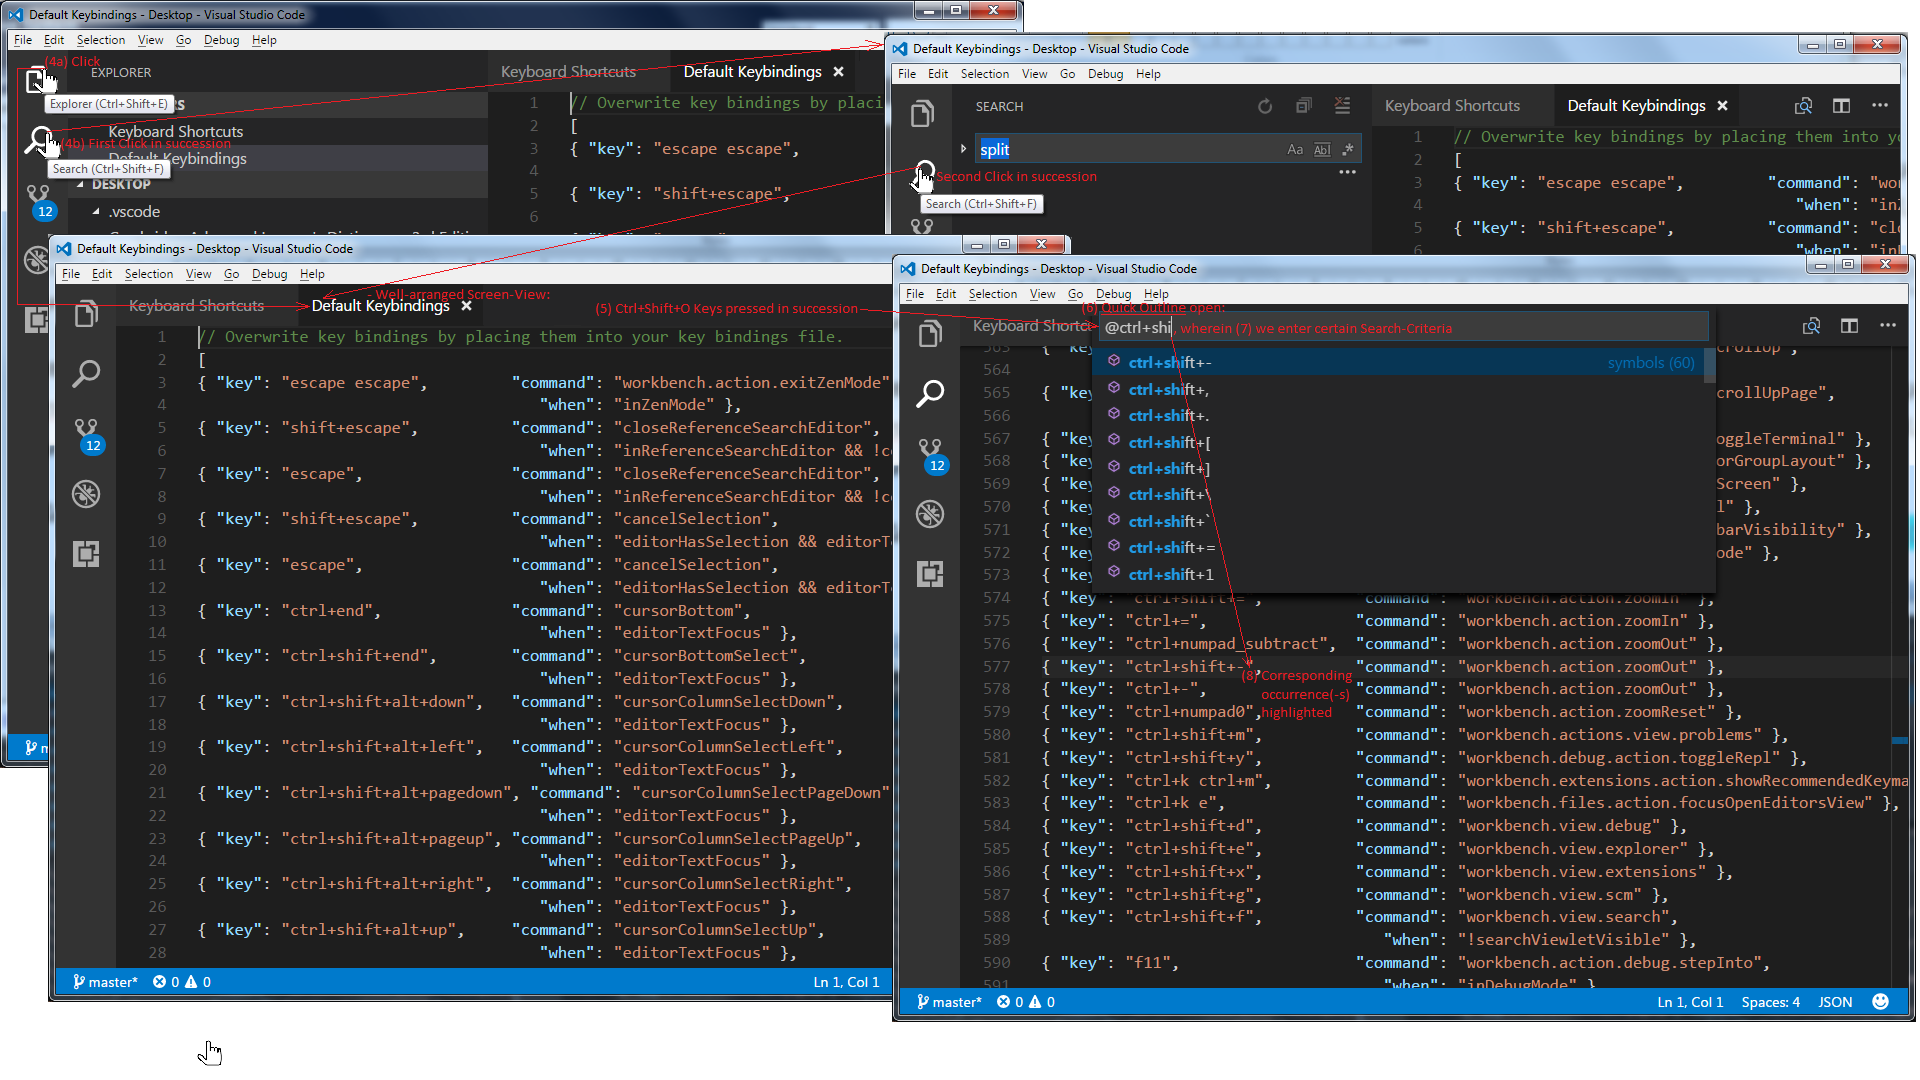 Default Keybindings - Desktop - Visual Studio Code
File Edit Selection View Go Debug Help
(4a) Click
EXPLORER
Explorer (Ctrl+Shift+E)
RS
Keyboard Shortcuts
(4b) First Click in succession
Default Keybindings
Search (Ctrl+Shift+F)
DESKTOP
12
.vscode
Keyboard Shortcuts Default Keybindings
1 // Overwrite key bindings by placi
2 [
3 { "key": "escape escape",
4
5 { "key": "shift+escape",
6
Default Keybindings - Desktop - Visual Studio Code
File Edit Selection View Go Debug Help
SEARCH
split
Aa Ab| .*
Second Click in succession
Search (Ctrl+Shift+F)
Keyboard Shortcuts Default Keybindings
1 // Overwrite key bindings by placing them into yo
2 [
3 { "key": "escape escape", "command": "wo
4 "when": "inZ
5 { "key": "shift+escape", "command": "clo
6 "when": "in
Default Keybindings - Desktop - Visual Studio Code
File Edit Selection View Go Debug Help
- Well-arranged Screen-View:
Keyboard Shortcuts Default Keybindings
(5) Ctrl+Shift+O Keys pressed in succession
12
1 // Overwrite key bindings by placing them into your key bindings file.
2 [
3 { "key": "escape escape", "command": "workbench.action.exitZenMode"
4 "when": "inZenMode" },
5 { "key": "shift+escape", "command": "closeReferenceSearchEditor",
6 "when": "inReferenceSearchEditor && !c
7 { "key": "escape", "command": "closeReferenceSearchEditor",
8 "when": "inReferenceSearchEditor && !c
9 { "key": "shift+escape", "command": "cancelSelection",
10 "when": "editorHasSelection && editorT
11 { "key": "escape", "command": "cancelSelection",
12 "when": "editorHasSelection && editorT
13 { "key": "ctrl+end", "command": "cursorBottom",
14 "when": "editorTextFocus" },
15 { "key": "ctrl+shift+end", "command": "cursorBottomSelect",
16 "when": "editorTextFocus" },
17 { "key": "ctrl+shift+alt+down", "command": "cursorColumnSelectDown",
18 "when": "editorTextFocus" },
19 { "key": "ctrl+shift+alt+left", "command": "cursorColumnSelectLeft",
20 "when": "editorTextFocus" },
21 { "key": "ctrl+shift+alt+pagedown", "command": "cursorColumnSelectPageDown"
22 "when": "editorTextFocus" },
23 { "key": "ctrl+shift+alt+pageup", "command": "cursorColumnSelectPageUp",
24 "when": "editorTextFocus" },
25 { "key": "ctrl+shift+alt+right", "command": "cursorColumnSelectRight",
26 "when": "editorTextFocus" },
27 { "key": "ctrl+shift+alt+up", "command": "cursorColumnSelectUp",
28 "when": "editorTextFocus" },
master* 0 0 Ln 1, Col 1
Default Keybindings - Desktop - Visual Studio Code
File Edit Selection View Go Debug Help
(6) Quick Outline open:
Keyboard Shortc
@ctrl+shi, wherein (7) we enter certain Search-Criteria
ctrl+shift+- symbols (60)
ctrl+shift+,
ctrl+shift+.
ctrl+shift+[
ctrl+shift+]
ctrl+shift+\
ctrl+shift+`
ctrl+shift+=
ctrl+shift+1
12
563 { "key crollUp",
564
565 { "key crollUpPage",
566
567 { "key oggleTerminal" },
568 { "key orGroupLayout" },
569 { "key Screen" },
570 { "key l" },
571 { "key barVisibility" },
572 { "key ode" },
573 { "key
574 { "key": "ctrl+shift+=", "command": "workbench.action.zoomIn" },
575 { "key": "ctrl+=", "command": "workbench.action.zoomIn" },
576 { "key": "ctrl+numpad_subtract", "command": "workbench.action.zoomOut" },
577 { "key": "ctrl+shift+-", "command": "workbench.action.zoomOut" },
578 { "key": "ctrl+-", "command": "workbench.action.zoomOut" },
(8) Corresponding
occurrence(-s)
highlighted
579 { "key": "ctrl+numpad0", "command": "workbench.action.zoomReset" },
580 { "key": "ctrl+shift+m", "command": "workbench.actions.view.problems" },
581 { "key": "ctrl+shift+y", "command": "workbench.debug.action.toggleRepl" },
582 { "key": "ctrl+k ctrl+m", "command": "workbench.extensions.action.showRecommendedKeyma
583 { "key": "ctrl+k e", "command": "workbench.files.action.focusOpenEditorsView" },
584 { "key": "ctrl+shift+d", "command": "workbench.view.debug" },
585 { "key": "ctrl+shift+e", "command": "workbench.view.explorer" },
586 { "key": "ctrl+shift+x", "command": "workbench.view.extensions" },
587 { "key": "ctrl+shift+g", "command": "workbench.view.scm" },
588 { "key": "ctrl+shift+f", "command": "workbench.view.search",
589 "when": "!searchViewletVisible" },
590 { "key": "f11", "command": "workbench.action.debug.stepInto",
591 "when": "inDebugMode" }
master* 0 0 Ln 1, Col 1 Spaces: 4 JSON